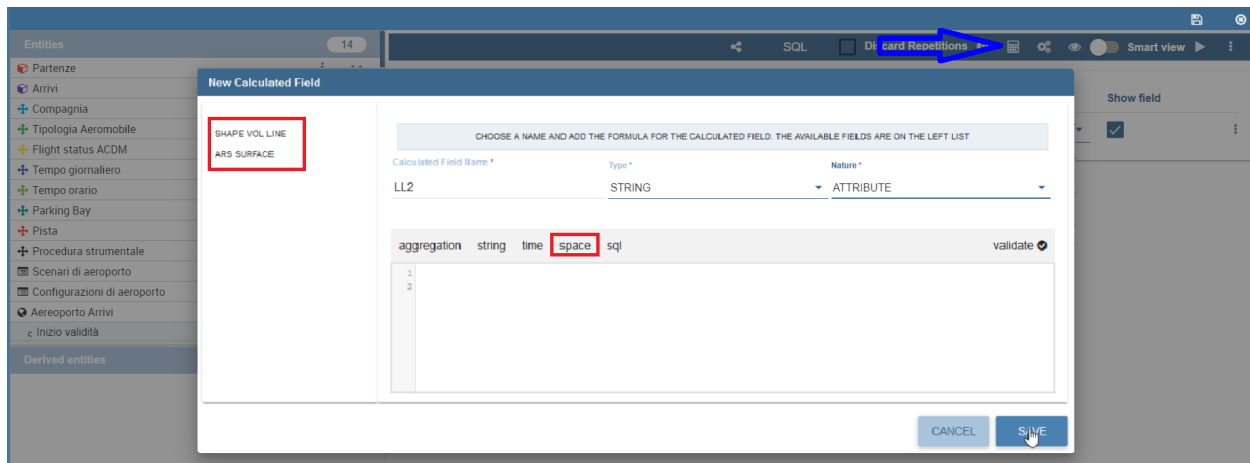 Entities 14
SQL Discard Repetitions Smart view
Partenze
Arrivi
Compagnia
Tipologia Aeromobile
Flight status ACDM
Tempo giornaliero
Tempo orario
Parking Bay
Pista
Procedura strumentale
Scenari di aeroporto
Configurazioni di aeroporto
Aereoporto Arrivi
c Inizio validità
Derived entities
New Calculated Field
SHAPE VOL LINE
ARS SURFACE
CHOOSE A NAME AND ADD THE FORMULA FOR THE CALCULATED FIELD. THE AVAILABLE FIELDS ARE ON THE LEFT LIST
Calculated Field Name * Type * Nature *
LL2 STRING ATTRIBUTE
aggregation string time space sql validate
1
2
CANCEL SAVE
Show field